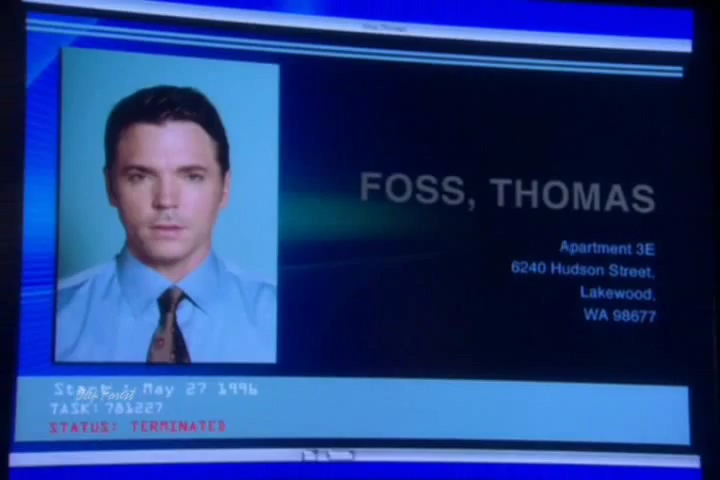 FOSS, THOMAS
Apartment 3E
6240 Hudson Street,
Lakewood,
WA 98677
May 27 1996
TASK: 781227
STATUS: TERMINATED